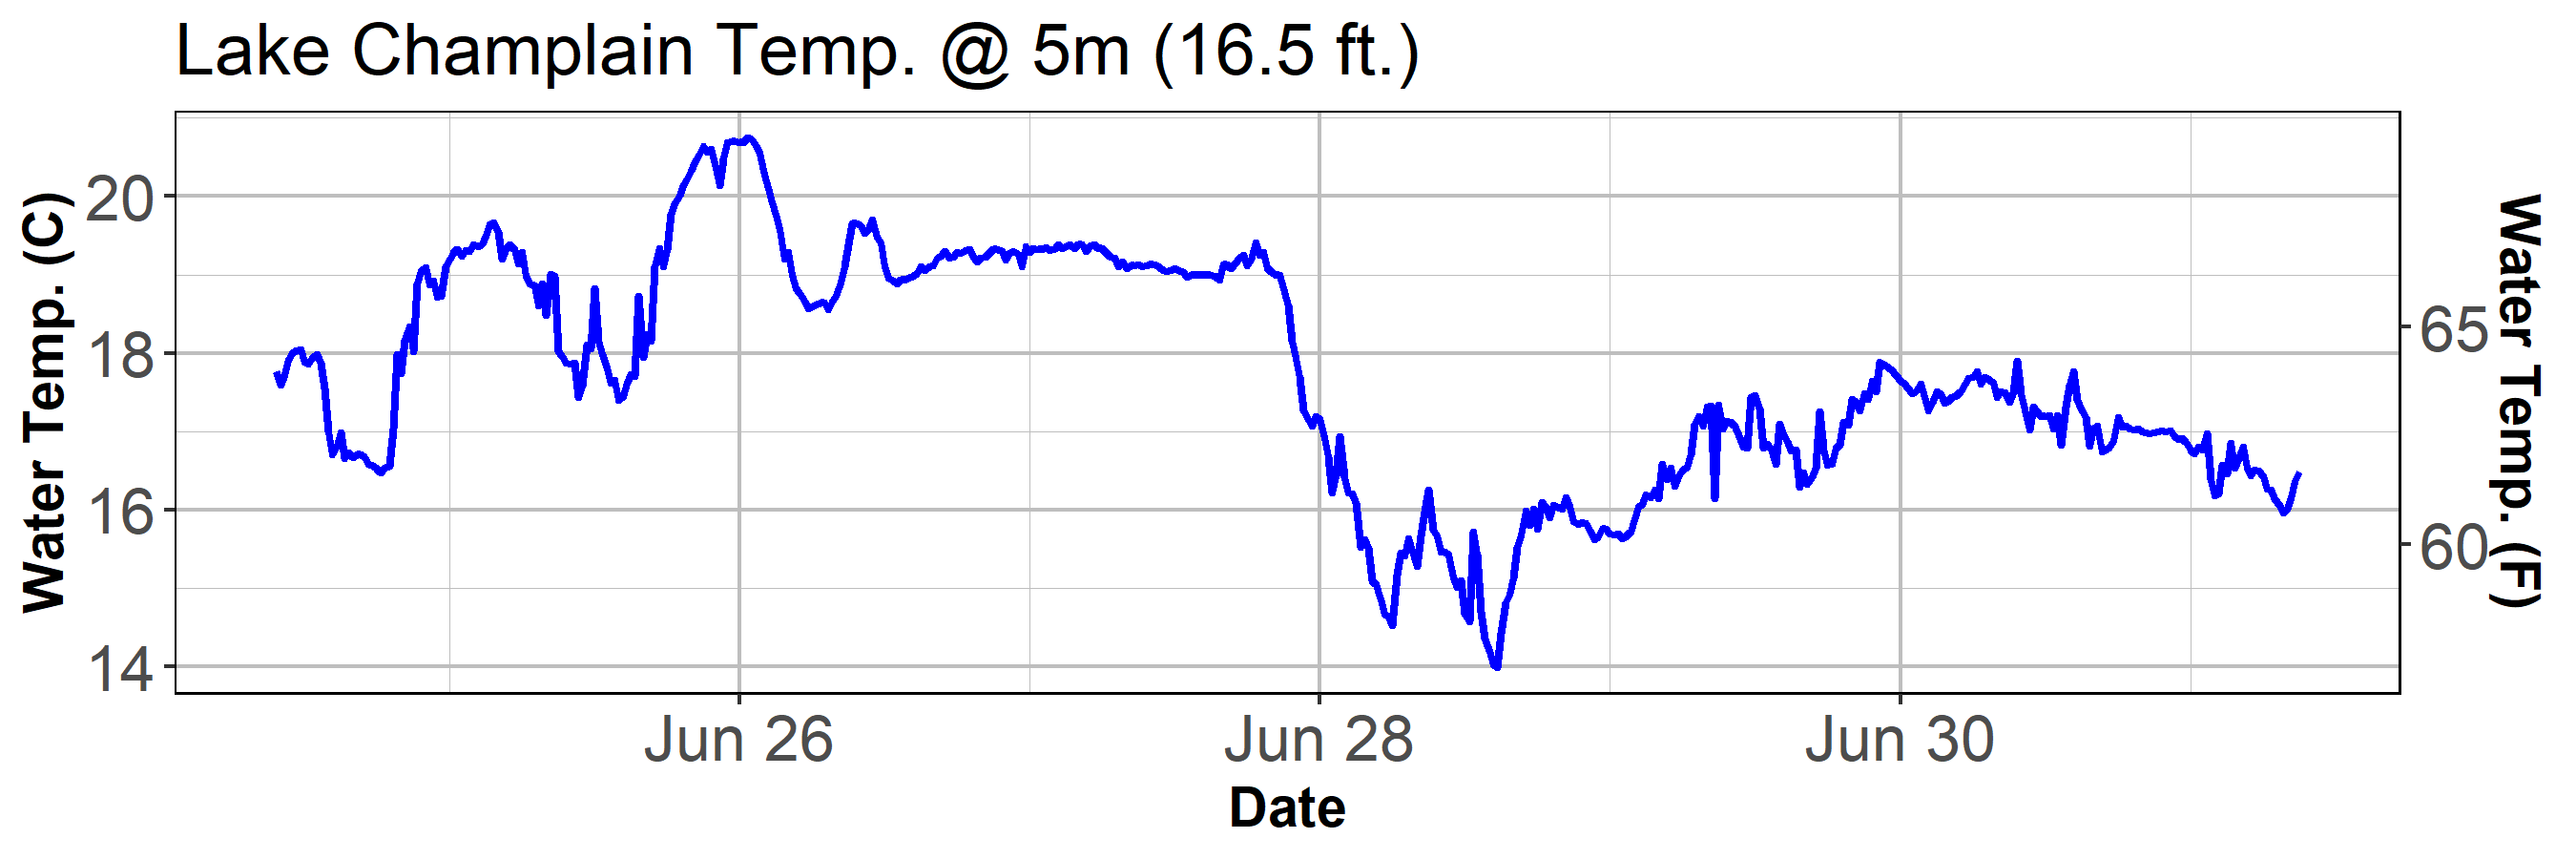 Lake Champlain Temp. @ 5m (16.5 ft.)
Water Temp. (C)
20
18
16
14
65
60
Water Temp. (F)
Jun 26 Jun 28 Jun 30
Date